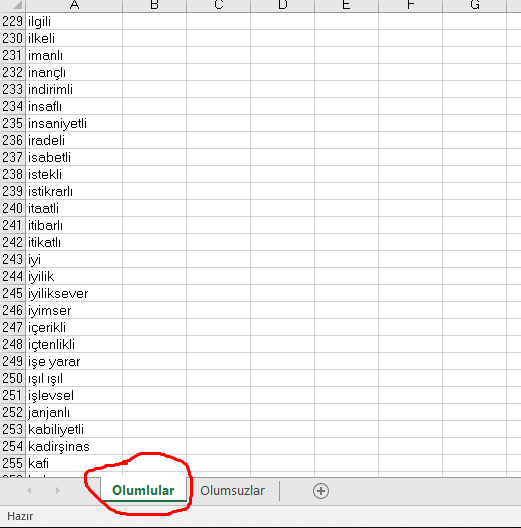 A B C D E F G
229 ilgili
230 ilkeli
231 imanlı
232 inançlı
233 indirimli
234 insaflı
235 insaniyetli
236 iradeli
237 isabetli
238 istekli
239 istikrarlı
240 itaatli
241 itibarlı
242 itikatlı
243 iyi
244 iyilik
245 iyiliksever
246 iyimser
247 içerikli
248 içtenlikli
249 işe yarar
250 ışıl ışıl
251 işlevsel
252 janjanlı
253 kabiliyetli
254 kadirşinas
255 kafi
Olumlular Olumsuzlar
Hazır